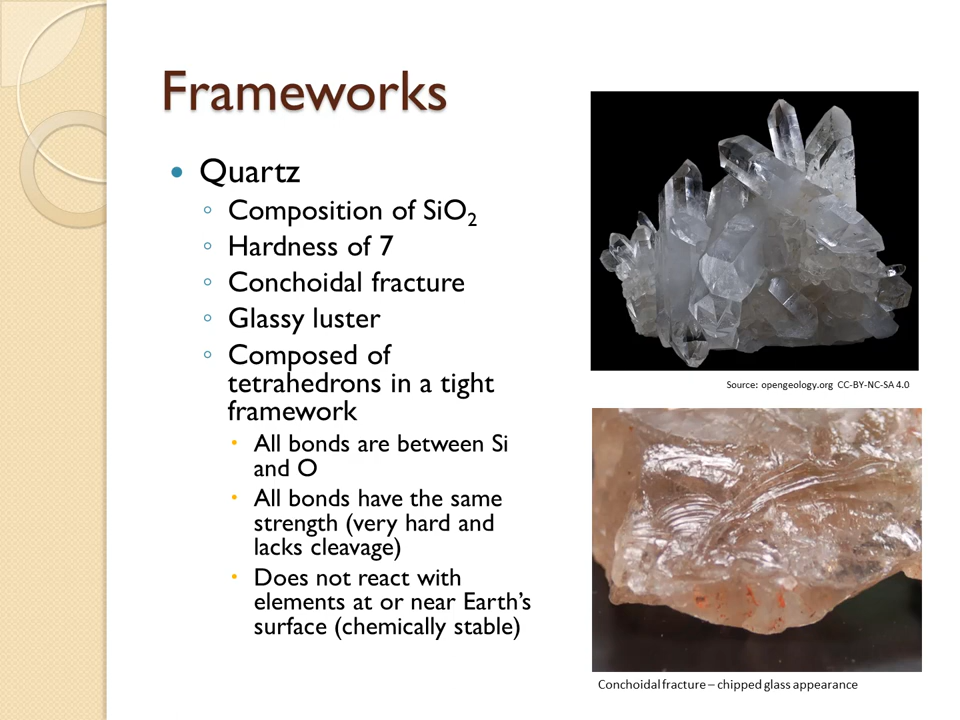 Frameworks
Quartz
Composition of SiO₂
Hardness of 7
Conchoidal fracture
Glassy luster
Composed of
tetrahedrons in a tight
framework
All bonds are between Si
and O
All bonds have the same
strength (very hard and
lacks cleavage)
Does not react with
elements at or near Earth’s
surface (chemically stable)
Source: opengeology.org CC-BY-NC-SA 4.0
Conchoidal fracture – chipped glass appearance